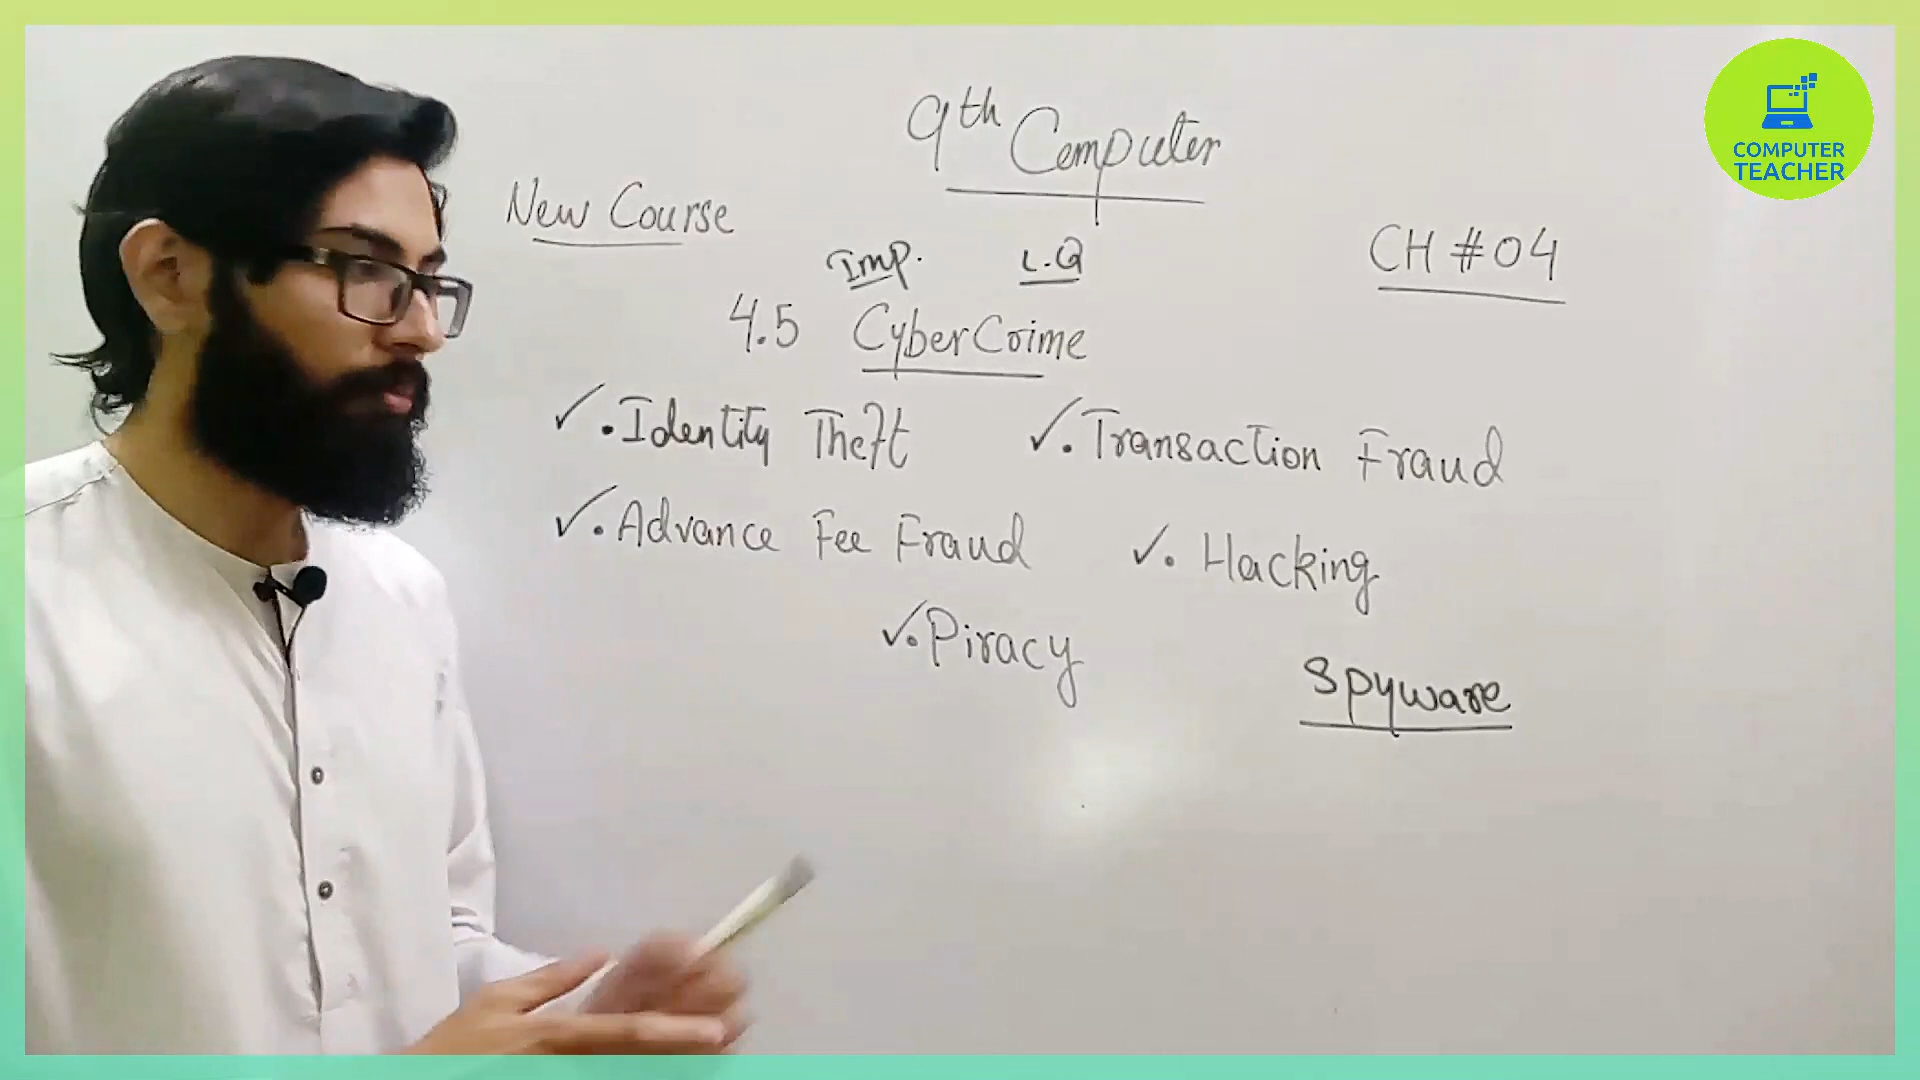 9th Computer
New Course
CH #04
Imp. L.Q
4.5 CyberCrime
✓. Identity Theft ✓. Transaction Fraud
✓. Advance Fee Fraud ✓. Hacking
✓. Piracy
Spyware
COMPUTER
TEACHER